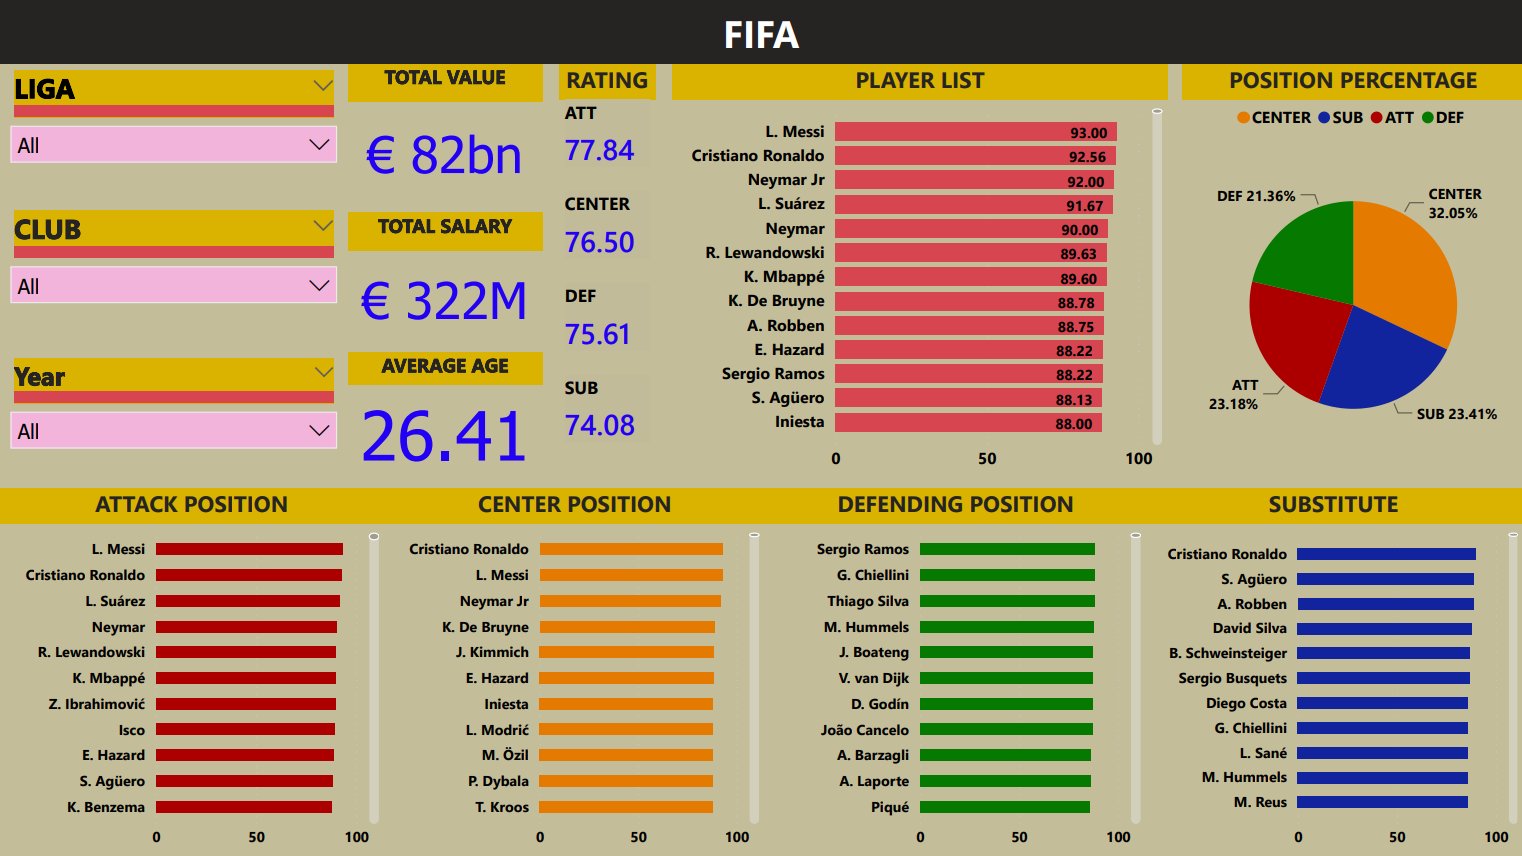 FIFA
LIGA
All
CLUB
All
Year
All
TOTAL VALUE
€ 82bn
TOTAL SALARY
€ 322M
AVERAGE AGE
26.41
RATING
ATT
77.84
CENTER
76.50
DEF
75.61
SUB
74.08
PLAYER LIST
L. Messi 93.00
Cristiano Ronaldo 92.56
Neymar Jr 92.00
L. Suárez 91.67
Neymar 90.00
R. Lewandowski 89.63
K. Mbappé 89.60
K. De Bruyne 88.78
A. Robben 88.75
E. Hazard 88.22
Sergio Ramos 88.22
S. Agüero 88.13
Iniesta 88.00
0 50 100
POSITION PERCENTAGE
CENTER SUB ATT DEF
DEF 21.36%
CENTER
32.05%
ATT
23.18%
SUB 23.41%
ATTACK POSITION
L. Messi
Cristiano Ronaldo
L. Suárez
Neymar
R. Lewandowski
K. Mbappé
Z. Ibrahimović
Isco
E. Hazard
S. Agüero
K. Benzema
0 50 100
CENTER POSITION
Cristiano Ronaldo
L. Messi
Neymar Jr
K. De Bruyne
J. Kimmich
E. Hazard
Iniesta
L. Modrić
M. Özil
P. Dybala
T. Kroos
0 50 100
DEFENDING POSITION
Sergio Ramos
G. Chiellini
Thiago Silva
M. Hummels
J. Boateng
V. van Dijk
D. Godín
João Cancelo
A. Barzagli
A. Laporte
Piqué
0 50 100
SUBSTITUTE
Cristiano Ronaldo
S. Agüero
A. Robben
David Silva
B. Schweinsteiger
Sergio Busquets
Diego Costa
G. Chiellini
L. Sané
M. Hummels
M. Reus
0 50 100